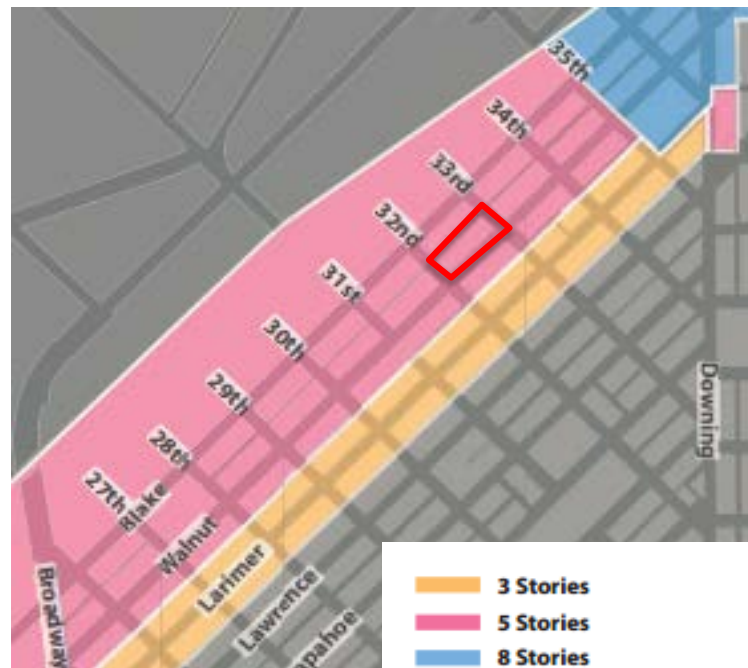 35th
34th
33rd
32nd
31st
30th
29th
28th
27th
Blake
Walnut
Larimer
Lawrence
apahoe
Broadway
Downing
3 Stories
5 Stories
8 Stories